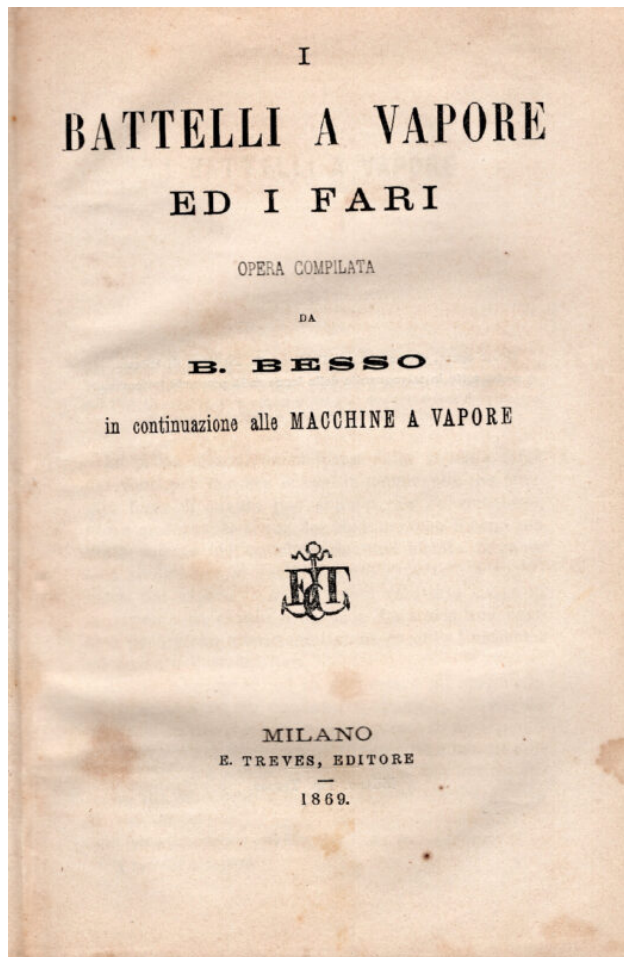 I
BATTELLI A VAPORE
ED I FARI
OPERA COMPILATA
DA
B. BESSO
in continuazione alle MACCHINE A VAPORE
MILANO
E. TREVES, EDITORE
1869.